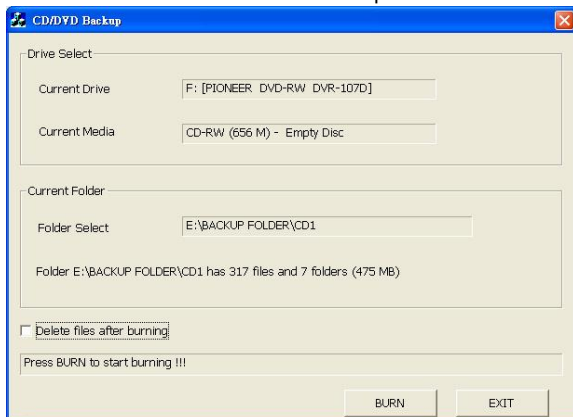 CD/DVD Backup
Drive Select
Current Drive F: [PIONEER DVD-RW DVR-107D]
Current Media CD-RW (656 M) - Empty Disc
Current Folder
Folder Select E:\BACKUP FOLDER\CD1
Folder E:\BACKUP FOLDER\CD1 has 317 files and 7 folders (475 MB)
Delete files after burning
Press BURN to start burning !!!
BURN EXIT